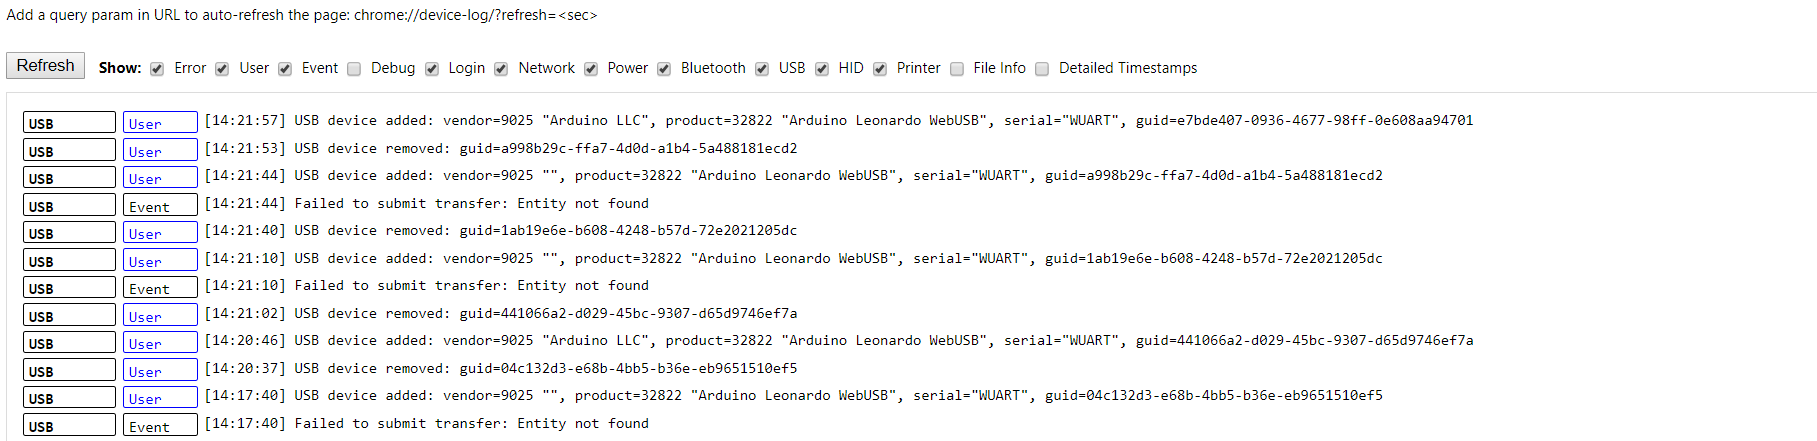 Add a query param in URL to auto-refresh the page: chrome://device-log/?refresh=<sec>
Refresh Show: Error User Event Debug Login Network Power Bluetooth USB HID Printer File Info Detailed Timestamps
USB User [14:21:57] USB device added: vendor=9025 "Arduino LLC", product=32822 "Arduino Leonardo WebUSB", serial="WUART", guid=e7bde407-0936-4677-98ff-0e608aa94701
USB User [14:21:53] USB device removed: guid=a998b29c-ffa7-4d0d-a1b4-5a488181ecd2
USB User [14:21:44] USB device added: vendor=9025 "", product=32822 "Arduino Leonardo WebUSB", serial="WUART", guid=a998b29c-ffa7-4d0d-a1b4-5a488181ecd2
USB Event [14:21:44] Failed to submit transfer: Entity not found
USB User [14:21:40] USB device removed: guid=1ab19e6e-b608-4248-b57d-72e2021205dc
USB User [14:21:10] USB device added: vendor=9025 "", product=32822 "Arduino Leonardo WebUSB", serial="WUART", guid=1ab19e6e-b608-4248-b57d-72e2021205dc
USB Event [14:21:10] Failed to submit transfer: Entity not found
USB User [14:21:02] USB device removed: guid=441066a2-d029-45bc-9307-d65d9746ef7a
USB User [14:20:46] USB device added: vendor=9025 "Arduino LLC", product=32822 "Arduino Leonardo WebUSB", serial="WUART", guid=441066a2-d029-45bc-9307-d65d9746ef7a
USB User [14:20:37] USB device removed: guid=04c132d3-e68b-4bb5-b36e-eb9651510ef5
USB User [14:17:40] USB device added: vendor=9025 "", product=32822 "Arduino Leonardo WebUSB", serial="WUART", guid=04c132d3-e68b-4bb5-b36e-eb9651510ef5
USB Event [14:17:40] Failed to submit transfer: Entity not found